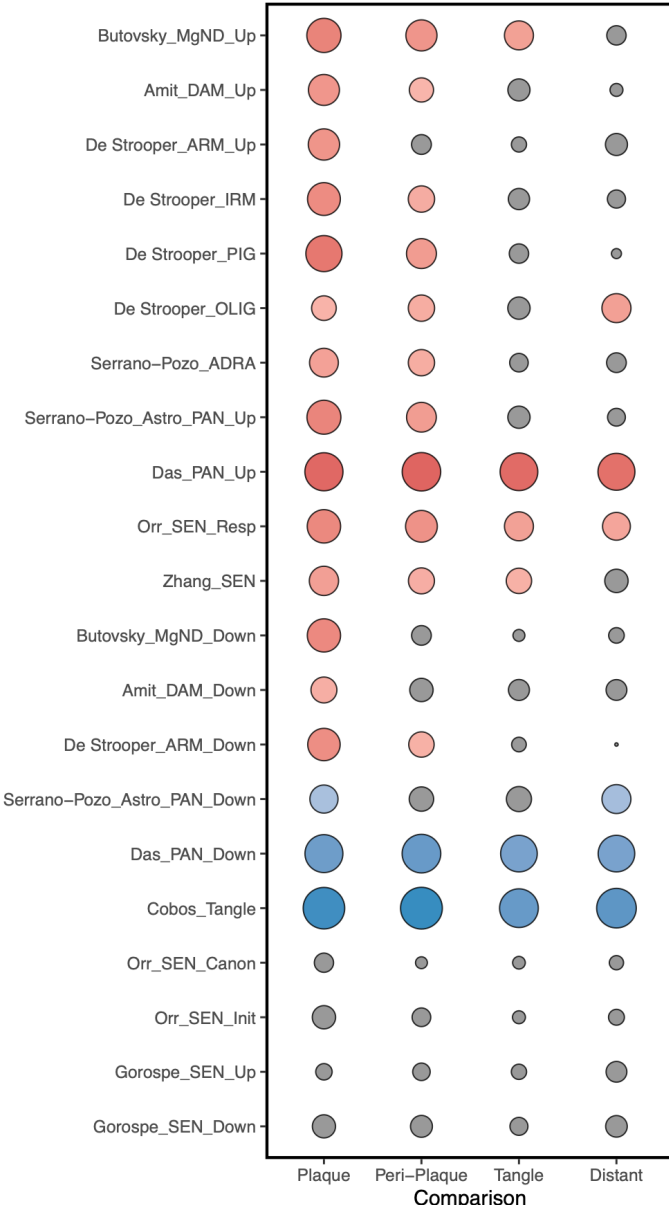 Butovsky_MgND_Up
Amit_DAM_Up
De Strooper_ARM_Up
De Strooper_IRM
De Strooper_PIG
De Strooper_OLIG
Serrano−Pozo_ADRA
Serrano−Pozo_Astro_PAN_Up
Das_PAN_Up
Orr_SEN_Resp
Zhang_SEN
Butovsky_MgND_Down
Amit_DAM_Down
De Strooper_ARM_Down
Serrano−Pozo_Astro_PAN_Down
Das_PAN_Down
Cobos_Tangle
Orr_SEN_Canon
Orr_SEN_Init
Gorospe_SEN_Up
Gorospe_SEN_Down
Plaque Peri−Plaque Tangle Distant
Comparison